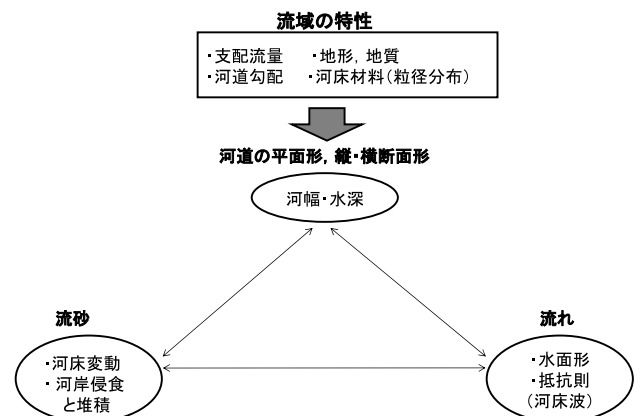 流域の特性
・支配流量 ・地形, 地質
・河道勾配 ・河床材料(粒径分布)
河道の平面形, 縦・横断面形
河幅・水深
流砂
・河床変動
・河岸侵食
と堆積
流れ
・水面形
・抵抗則
(河床波)